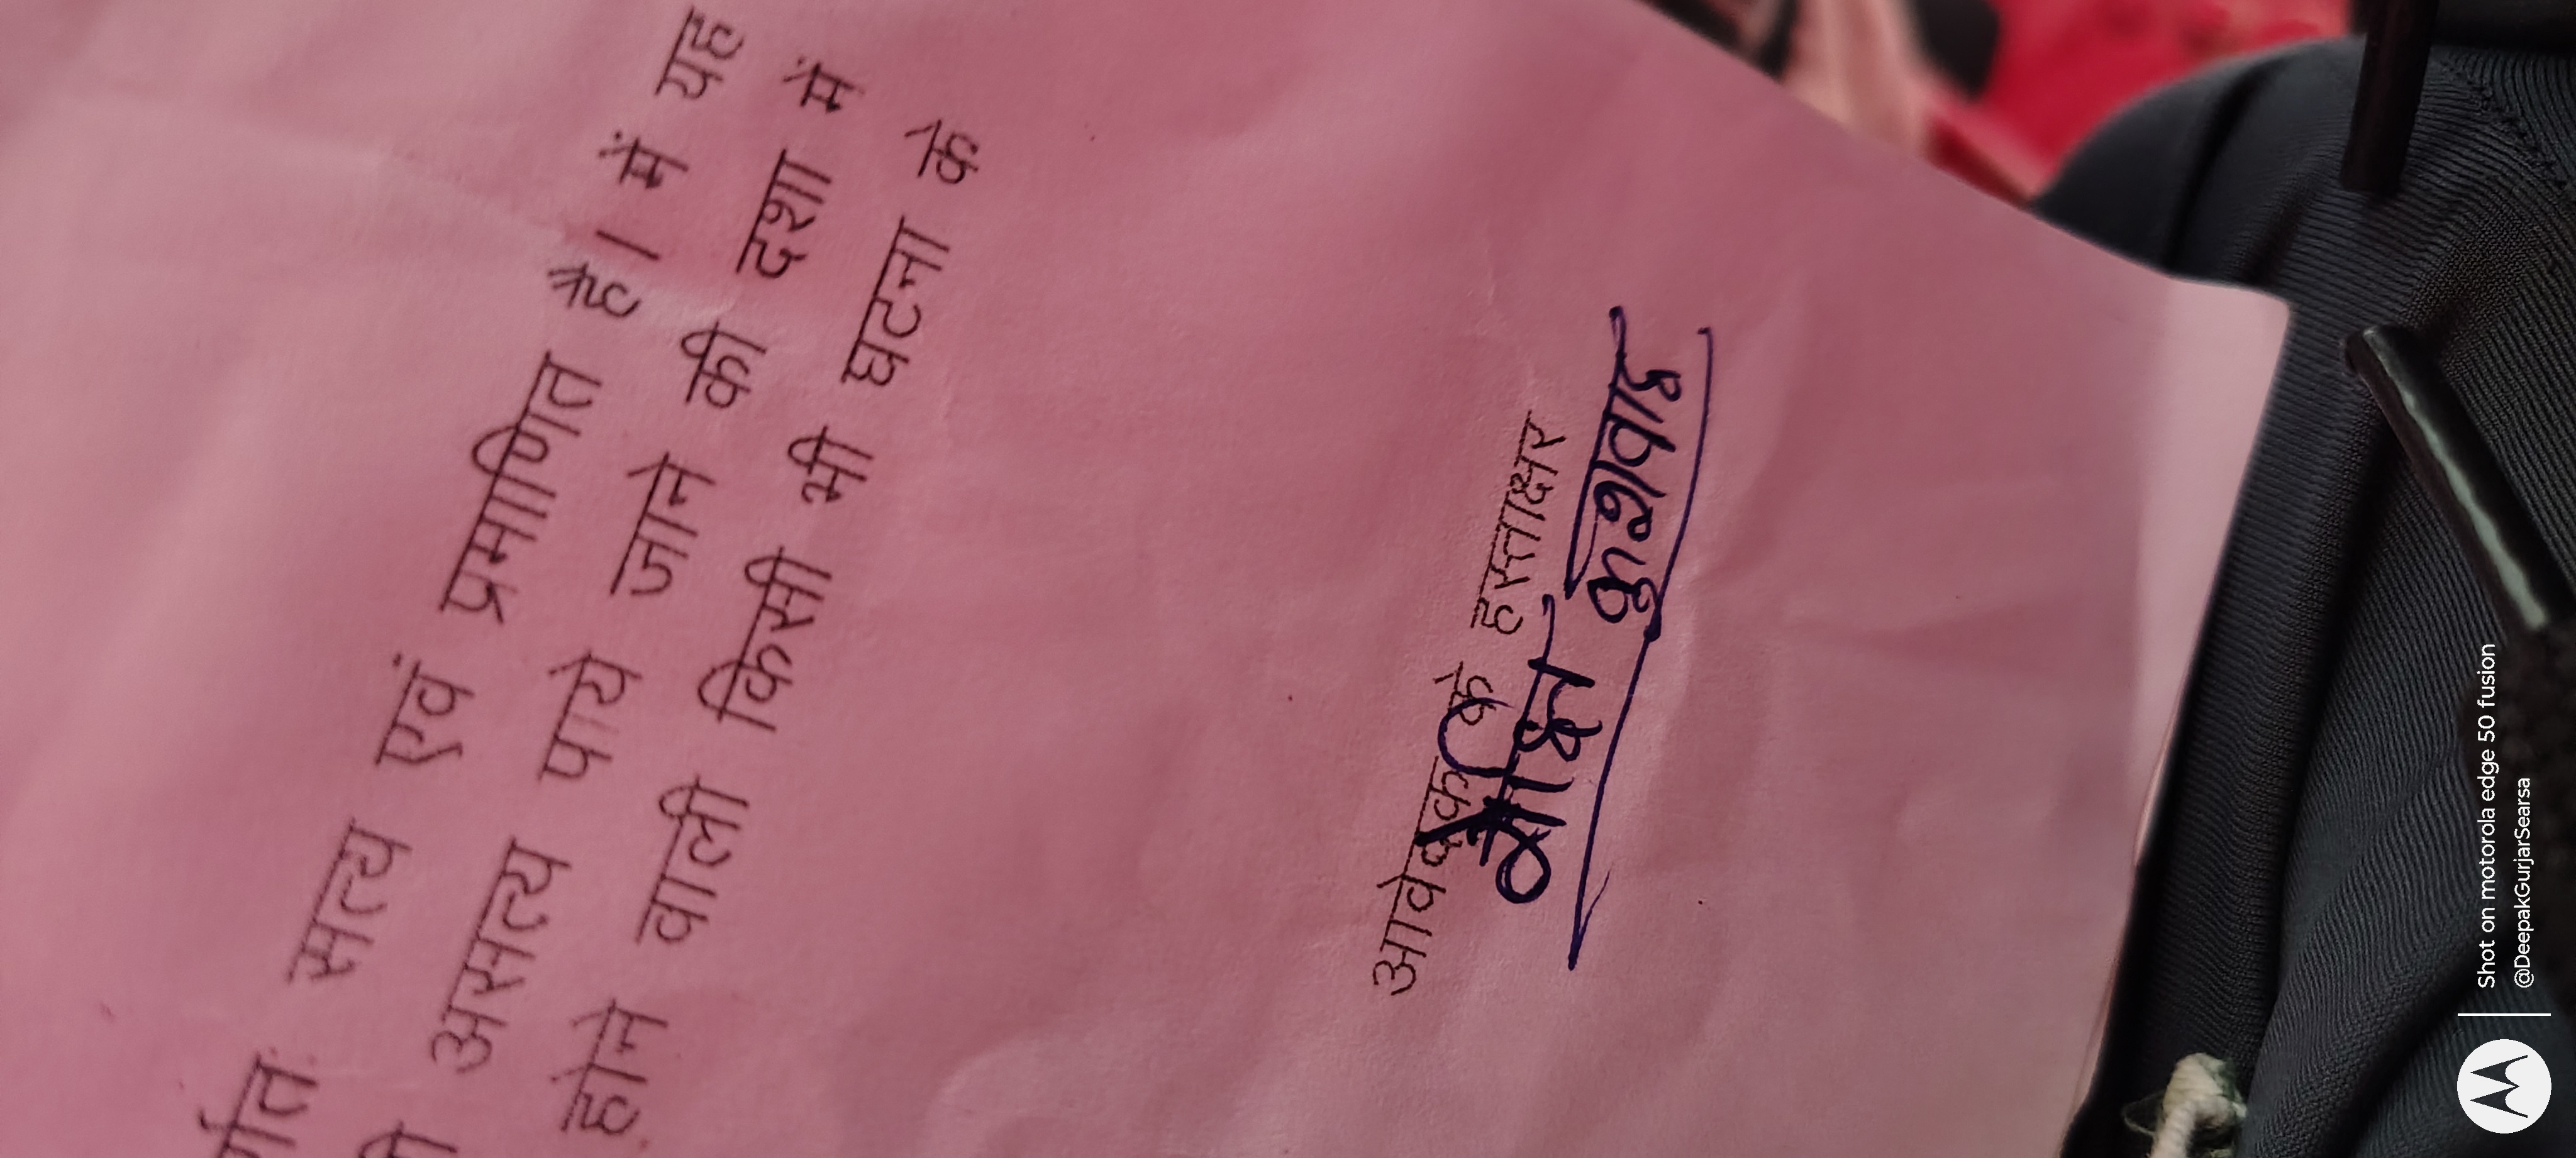 सत्य एवं प्रमाणित है। मैं यह
असत्य पाये जाने की दशा में
होने वाली किसी भी घटना के
आवेदक के हस्ताक्षर
कुशवाह
Shot on motorola edge 50 fusion
@DeepakGurjarSearsa